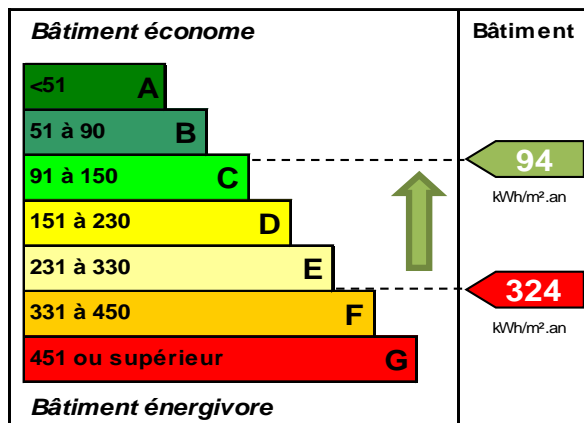 Bâtiment économe
Bâtiment
<51 A
51 à 90 B
91 à 150 C
151 à 230 D
231 à 330 E
331 à 450 F
451 ou supérieur G
94
kWh/m².an
324
kWh/m².an
Bâtiment énergivore